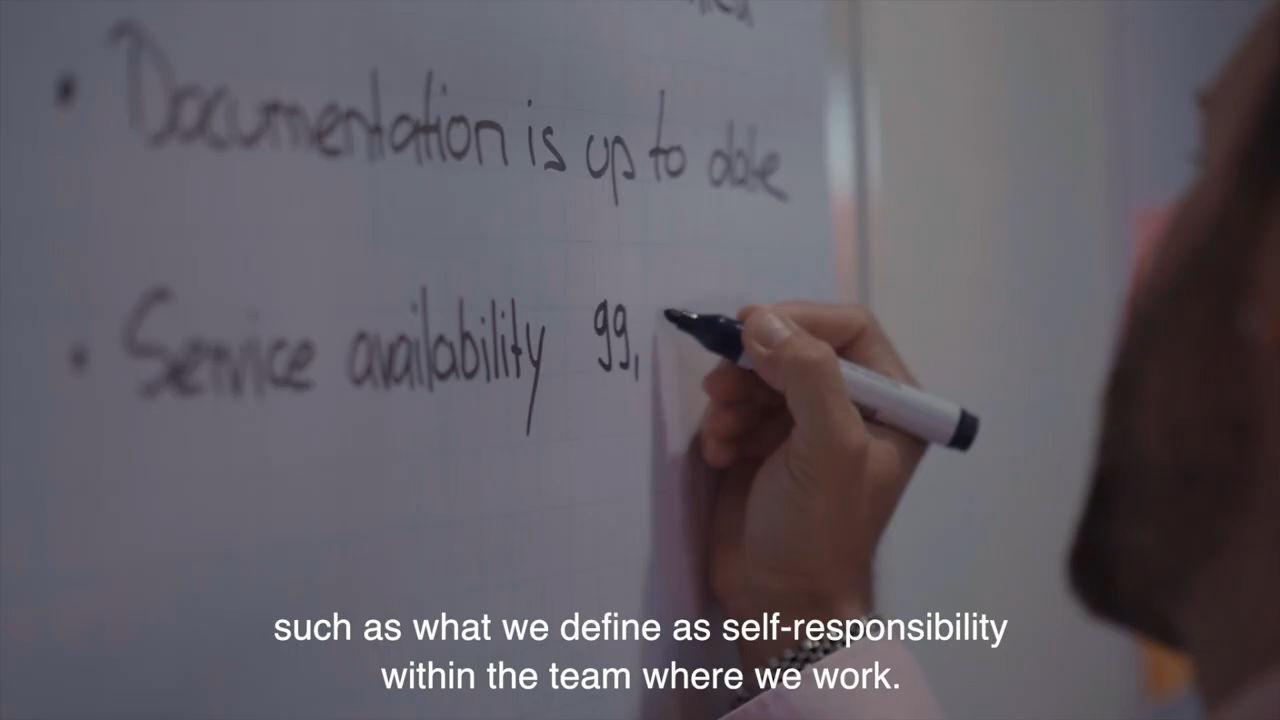 • Documentation is up to date
• Service availability 99,
such as what we define as self-responsibility
within the team where we work.